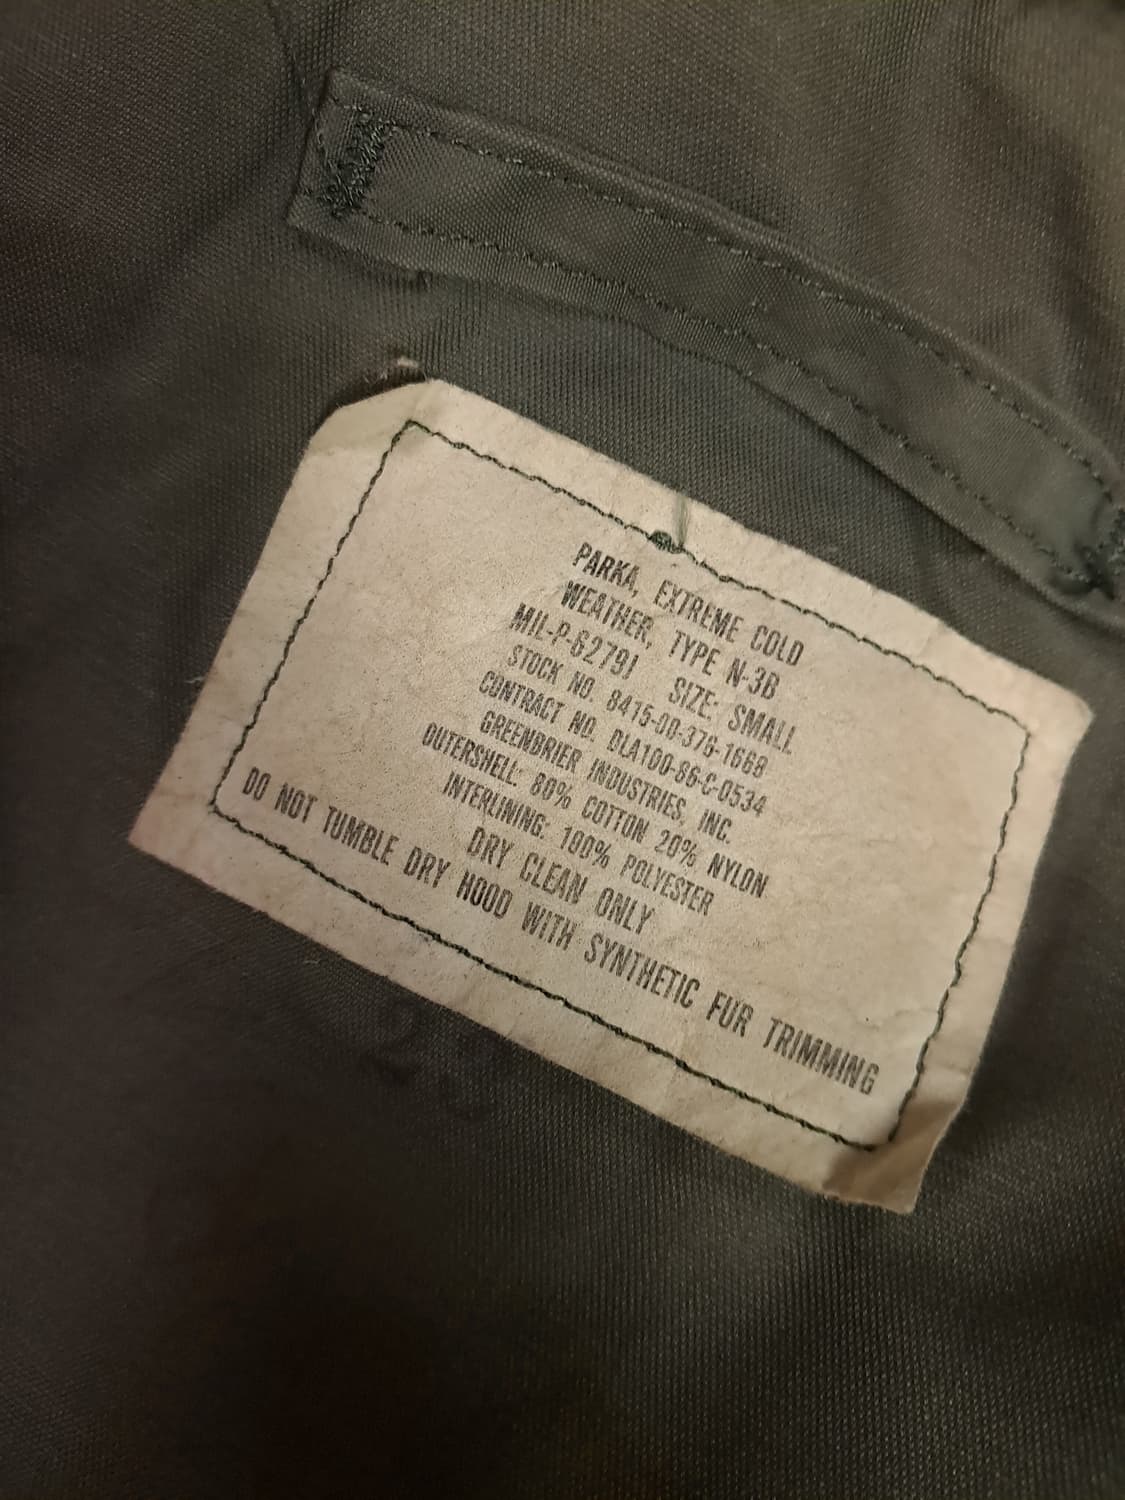 PARKA, EXTREME COLD
WEATHER, TYPE N-3B
MIL-P-6279I SIZE: SMALL
STOCK NO. 8415-00-376-1668
CONTRACT NO. DLA100-86-C-0534
GREENBRIER INDUSTRIES, INC.
OUTERSHELL: 80% COTTON 20% NYLON
INTERLINING: 100% POLYESTER
DRY CLEAN ONLY
DO NOT TUMBLE DRY HOOD WITH SYNTHETIC FUR TRIMMING